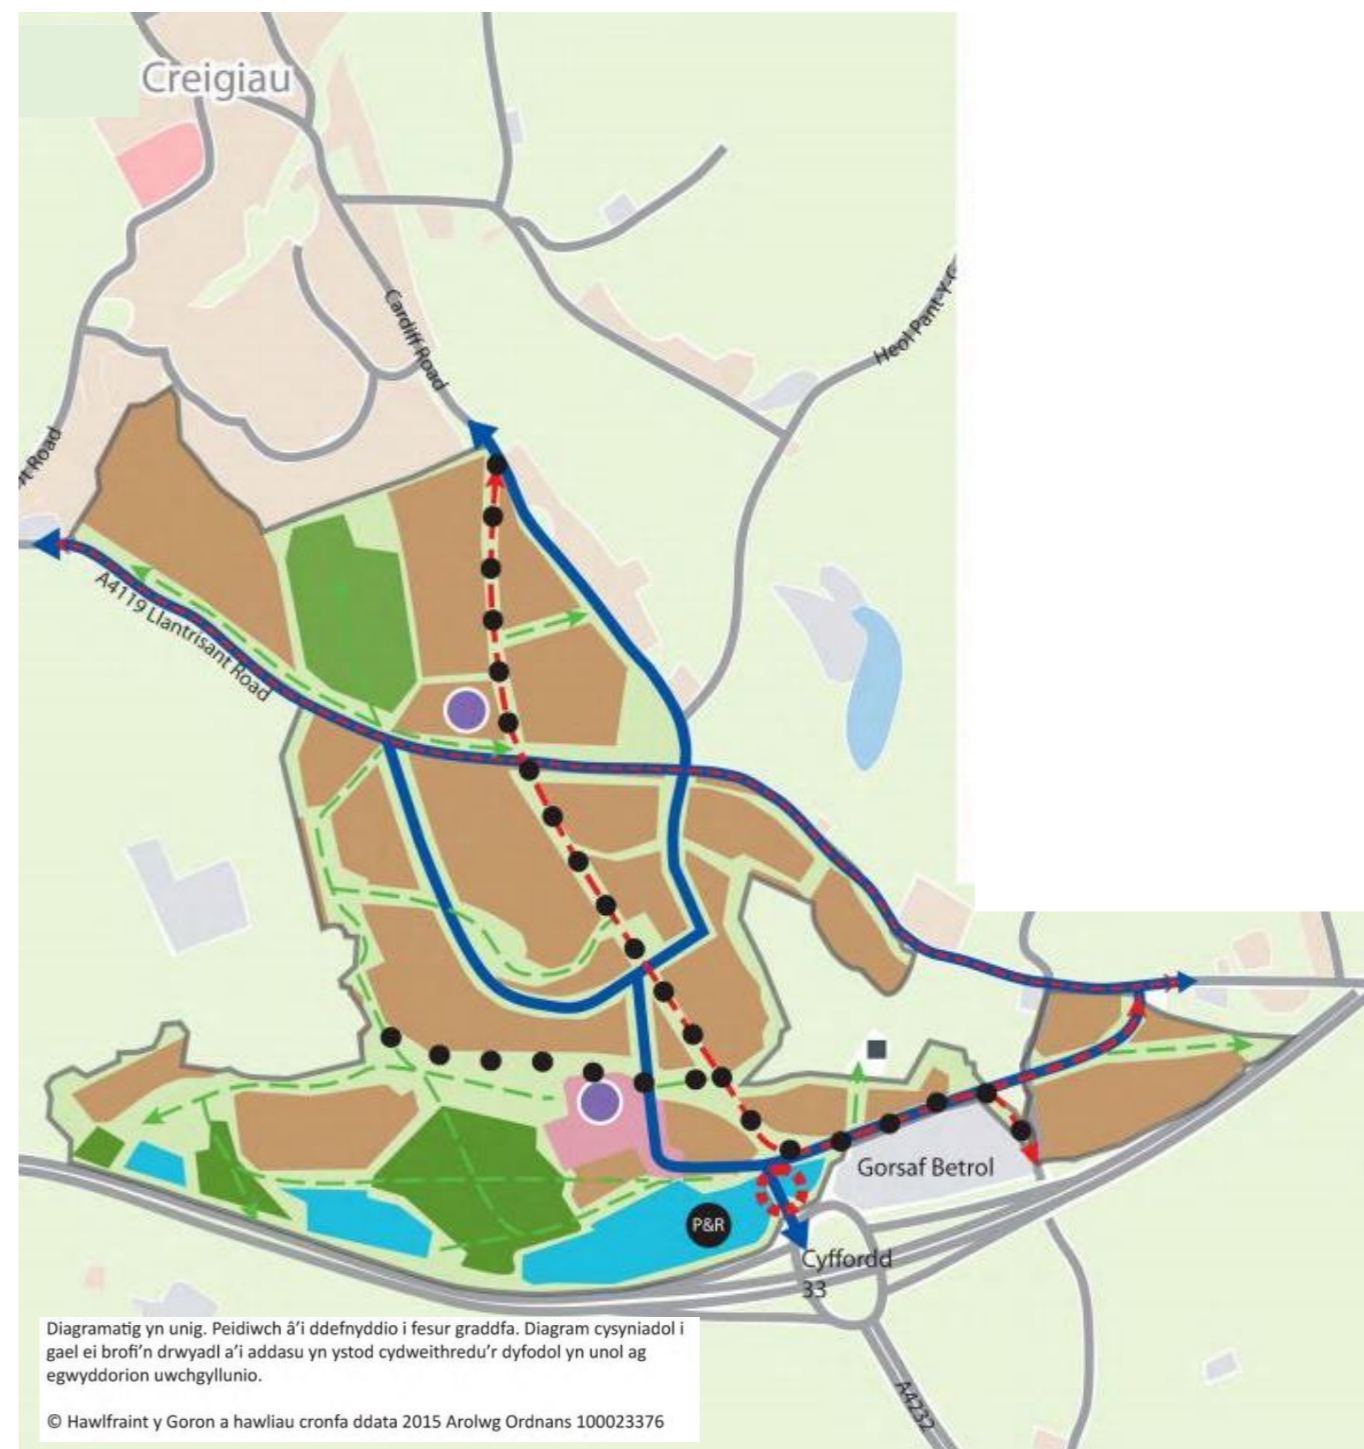 Creigiau
Cardiff Road
Heol Pant-Y-G
Road
A4119 Llantrisant Road
Gorsaf Betrol
P&R
Cyffordd
33
A4232
Diagramatig yn unig. Peidiwch â'i ddefnyddio i fesur graddfa. Diagram cysyniadol i
gael ei brofi'n drwyadl a'i addasu yn ystod cydweithredu'r dyfodol yn unol ag
egwyddorion uwchgyllunio.
© Hawlfraint y Goron a hawliau cronfa ddata 2015 Arolwg Ordnans 100023376